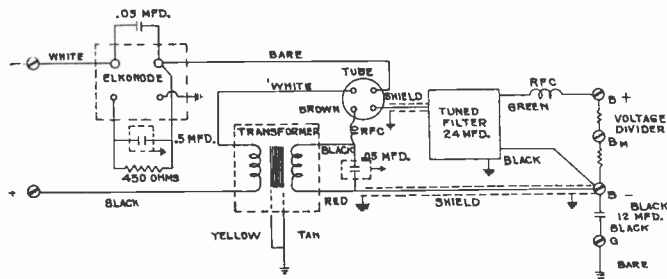 .05 MFD.
WHITE
ELKONODE
BARE
WHITE
TUBE
BROWN
SHIELD
RFC
RFC
GREEN
B +
VOLTAGE
DIVIDER
BM
TUNED
FILTER
24 MFD.
.5 MFD.
450 OHMS
TRANSFORMER
BLACK
.05 MFD.
BLACK
+
BLACK
RED
SHIELD
B -
BLACK
12 MFD.
BLACK
G
YELLOW
TAN
BARE